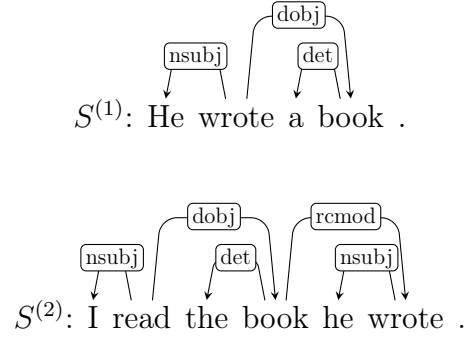 dobj
nsubj det
S⁽¹⁾: He wrote a book .
dobj rcmod
nsubj det nsubj
S⁽²⁾: I read the book he wrote .